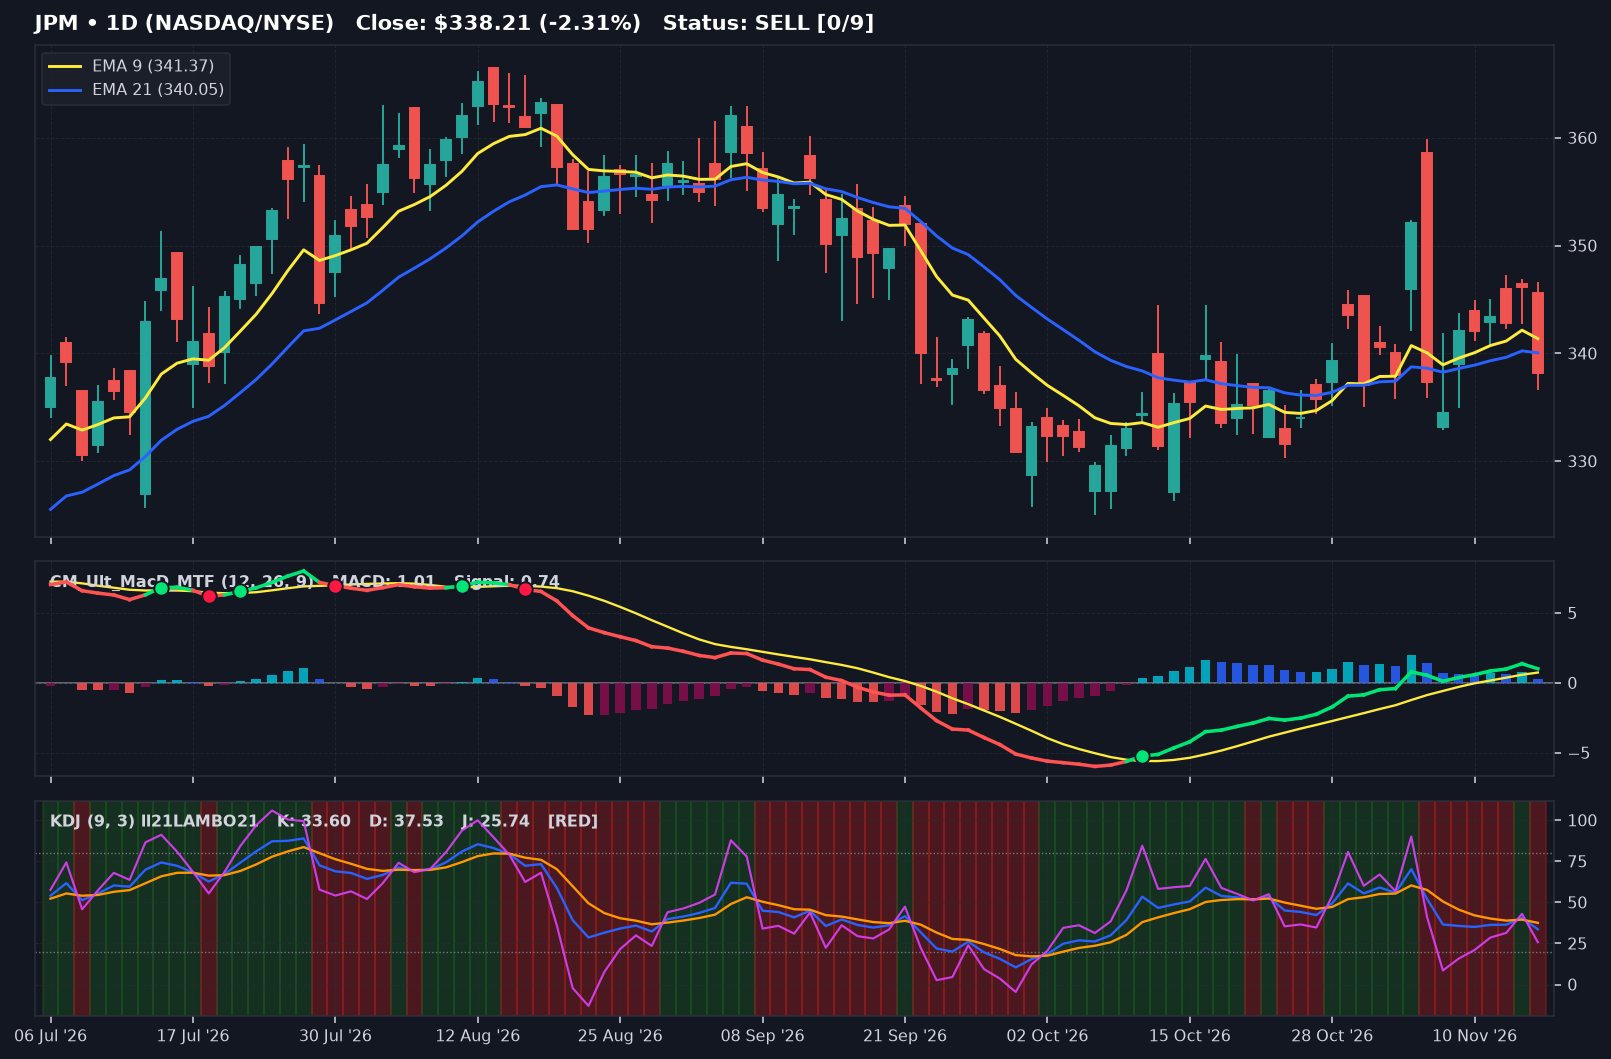 JPM • 1D (NASDAQ/NYSE)   Close: $338.21 (-2.31%)   Status: SELL [0/9]
EMA 9 (341.37)
EMA 21 (340.05)
360
350
340
330
CM_Ult_MacD_MTF (12, 26, 9)   MACD: 1.01   Signal: 0.74
5
0
−5
KDJ (9, 3) II21LAMBO21   K: 33.60   D: 37.53   J: 25.74   [RED]
100
75
50
25
0
06 Jul '26   17 Jul '26   30 Jul '26   12 Aug '26   25 Aug '26   08 Sep '26   21 Sep '26   02 Oct '26   15 Oct '26   28 Oct '26   10 Nov '26